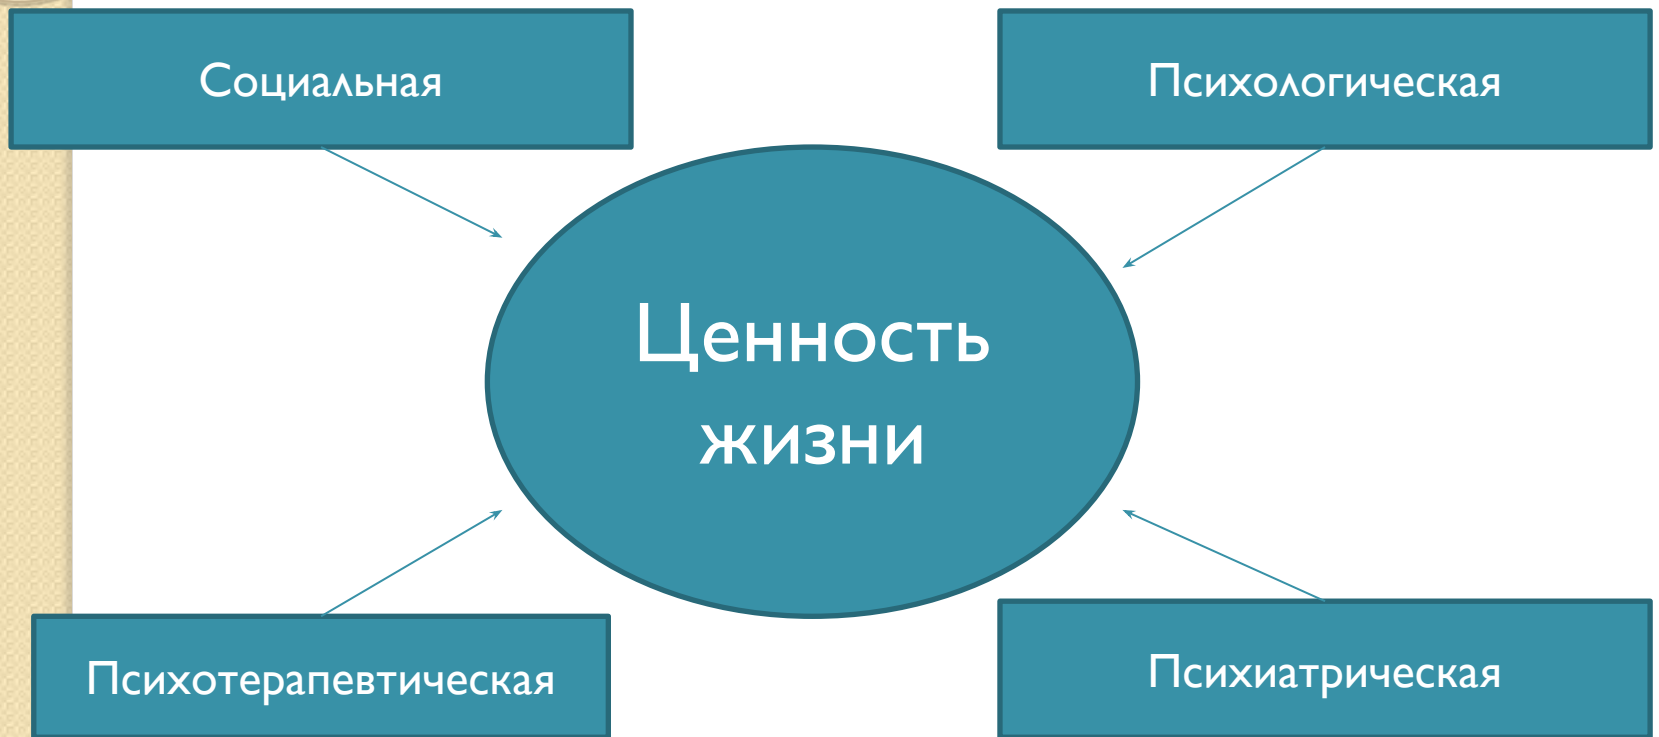 Социальная
Психологическая
Ценность
жизни
Психотерапевтическая
Психиатрическая